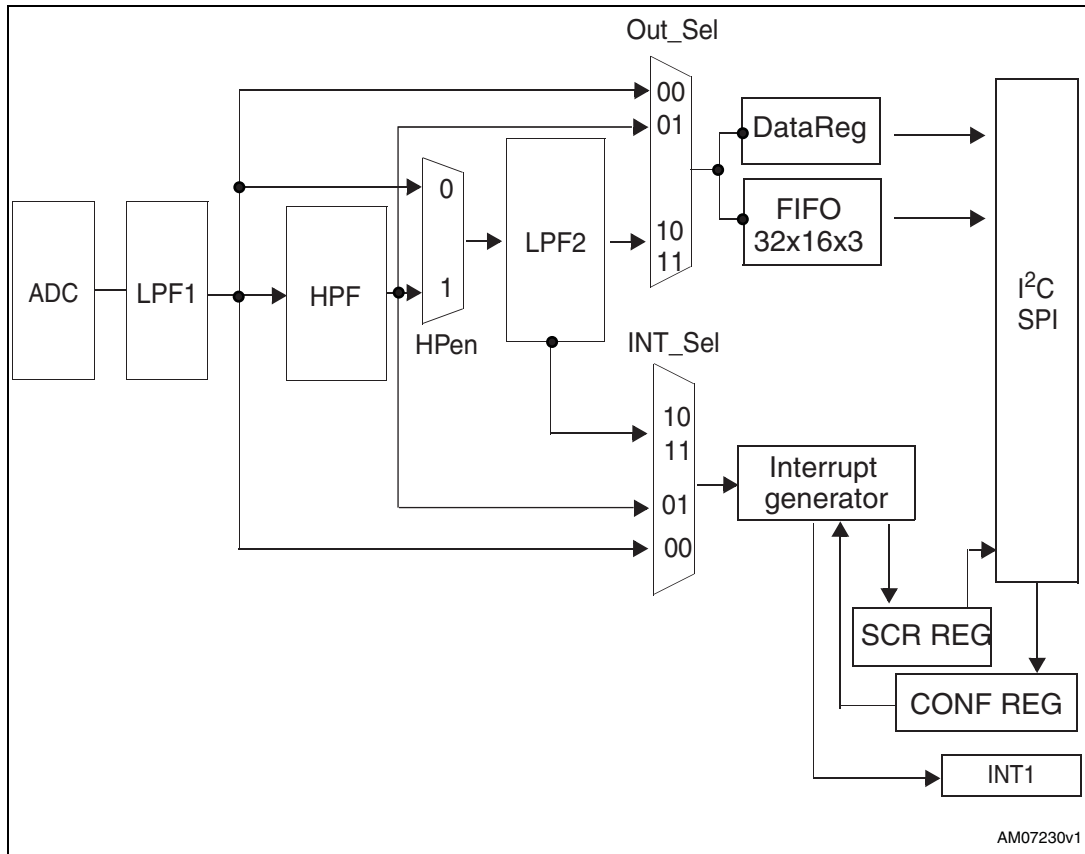 Out_Sel
00
01
10
11
DataReg
FIFO
32x16x3
I²C
SPI
ADC
LPF1
HPF
0
1
HPen
LPF2
INT_Sel
10
11
01
00
Interrupt
generator
SCR REG
CONF REG
INT1
AM07230v1